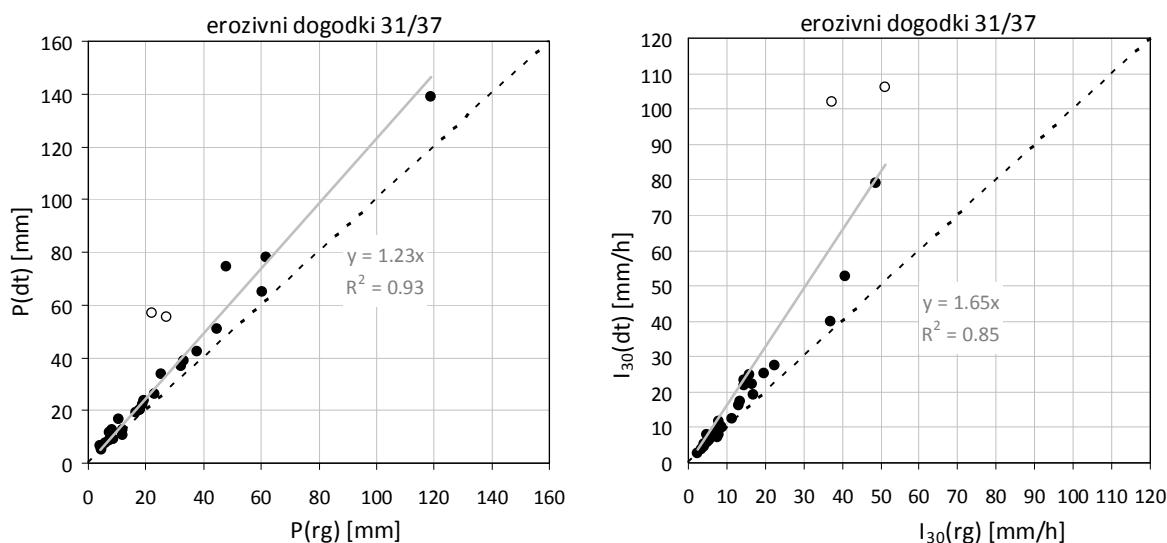 erozivni dogodki 31/37
160
140
120
100
80
60
40
20
0
P(dt) [mm]
y = 1.23x
R² = 0.93
0 20 40 60 80 100 120 140 160
P(rg) [mm]
erozivni dogodki 31/37
120
110
100
90
80
70
60
50
40
30
20
10
0
I₃₀(dt) [mm/h]
y = 1.65x
R² = 0.85
0 10 20 30 40 50 60 70 80 90 100 110 120
I₃₀(rg) [mm/h]